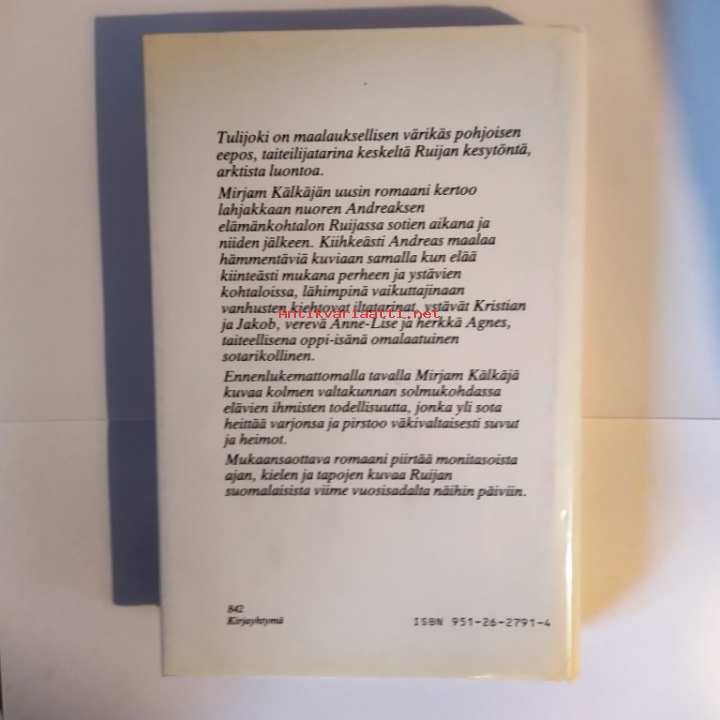 Tulijoki on maalauksellisen värikäs pohjoisen
eepos, taiteilijatarina keskeltä Ruijan kesytöntä,
arktista luontoa.
Mirjam Kälkäjän uusin romaani kertoo
lahjakkaan nuoren Andreaksen
elämänkohtalon Ruijassa sotien aikana ja
niiden jälkeen. Kiihkeästi Andreas maalaa
hämmentäviä kuviaan samalla kun elää
kiinteästi mukana perheen ja ystävien
kohtaloissa, lähimpinä vaikuttajinaan
vanhusten kiehtovat iltatarinat, ystävät Kristian
Antikvariaatti.net
ja Jakob, verevä Anne-Lise ja herkkä Agnes,
taiteellisena oppi-isänä omalaatuinen
sotarikollinen.
Ennenlukemattomalla tavalla Mirjam Kälkäjä
kuvaa kolmen valtakunnan solmukohdassa
elävien ihmisten todellisuutta, jonka yli sota
heittää varjonsa ja pirstoo väkivaltaisesti suvut
ja heimot.
Mukaansaottava romaani piirtää monitasoista
ajan, kielen ja tapojen kuvaa Ruijan
suomalaisista viime vuosisadalta näihin päiviin.
842
Kirjayhtymä
ISBN 951-26-2791-4